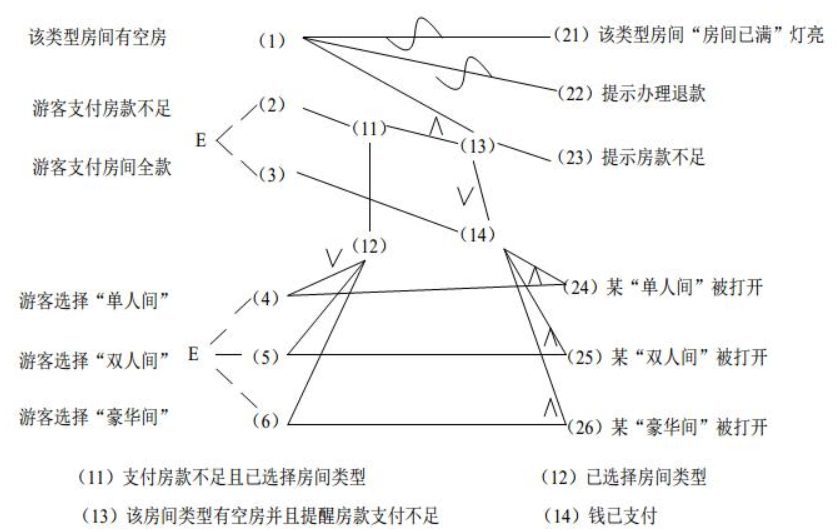 该类型房间有空房 (1) (21) 该类型房间“房间已满”灯亮
(22) 提示办理退款
游客支付房款不足 (2) (11) ∧ (13)
E
(23) 提示房款不足
游客支付房间全款 (3)
∨
(12) (14)
∨
游客选择“单人间” (4) ∧ (24) 某“单人间”被打开
游客选择“双人间” E (5) ∧ (25) 某“双人间”被打开
游客选择“豪华间” (6) ∧ (26) 某“豪华间”被打开
(11) 支付房款不足且已选择房间类型 (12) 已选择房间类型
(13) 该房间类型有空房并且提醒房款支付不足 (14) 钱已支付